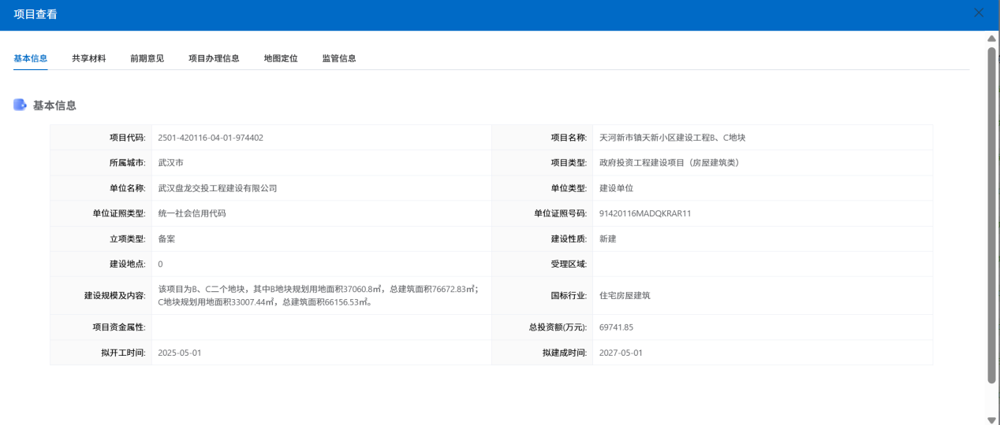 项目查看
基本信息 共享材料 前期意见 项目办理信息 地图定位 监管信息
基本信息
项目代码: 2501-420116-04-01-974402 项目名称: 天河新市镇天新小区建设工程B、C地块
所属城市: 武汉市 项目类型: 政府投资工程建设项目（房屋建筑类）
单位名称: 武汉盘龙交投工程建设有限公司 单位类型: 建设单位
单位证照类型: 统一社会信用代码 单位证照号码: 91420116MADQKRAR11
立项类型: 备案 建设性质: 新建
建设地点: 0 受理区域:
建设规模及内容: 该项目为B、C二个地块，其中B地块规划用地面积37060.8㎡，总建筑面积76672.83㎡；
C地块规划用地面积33007.44㎡，总建筑面积66156.53㎡。 国标行业: 住宅房屋建筑
项目资金属性: 总投资额(万元): 69741.85
拟开工时间: 2025-05-01 拟建成时间: 2027-05-01